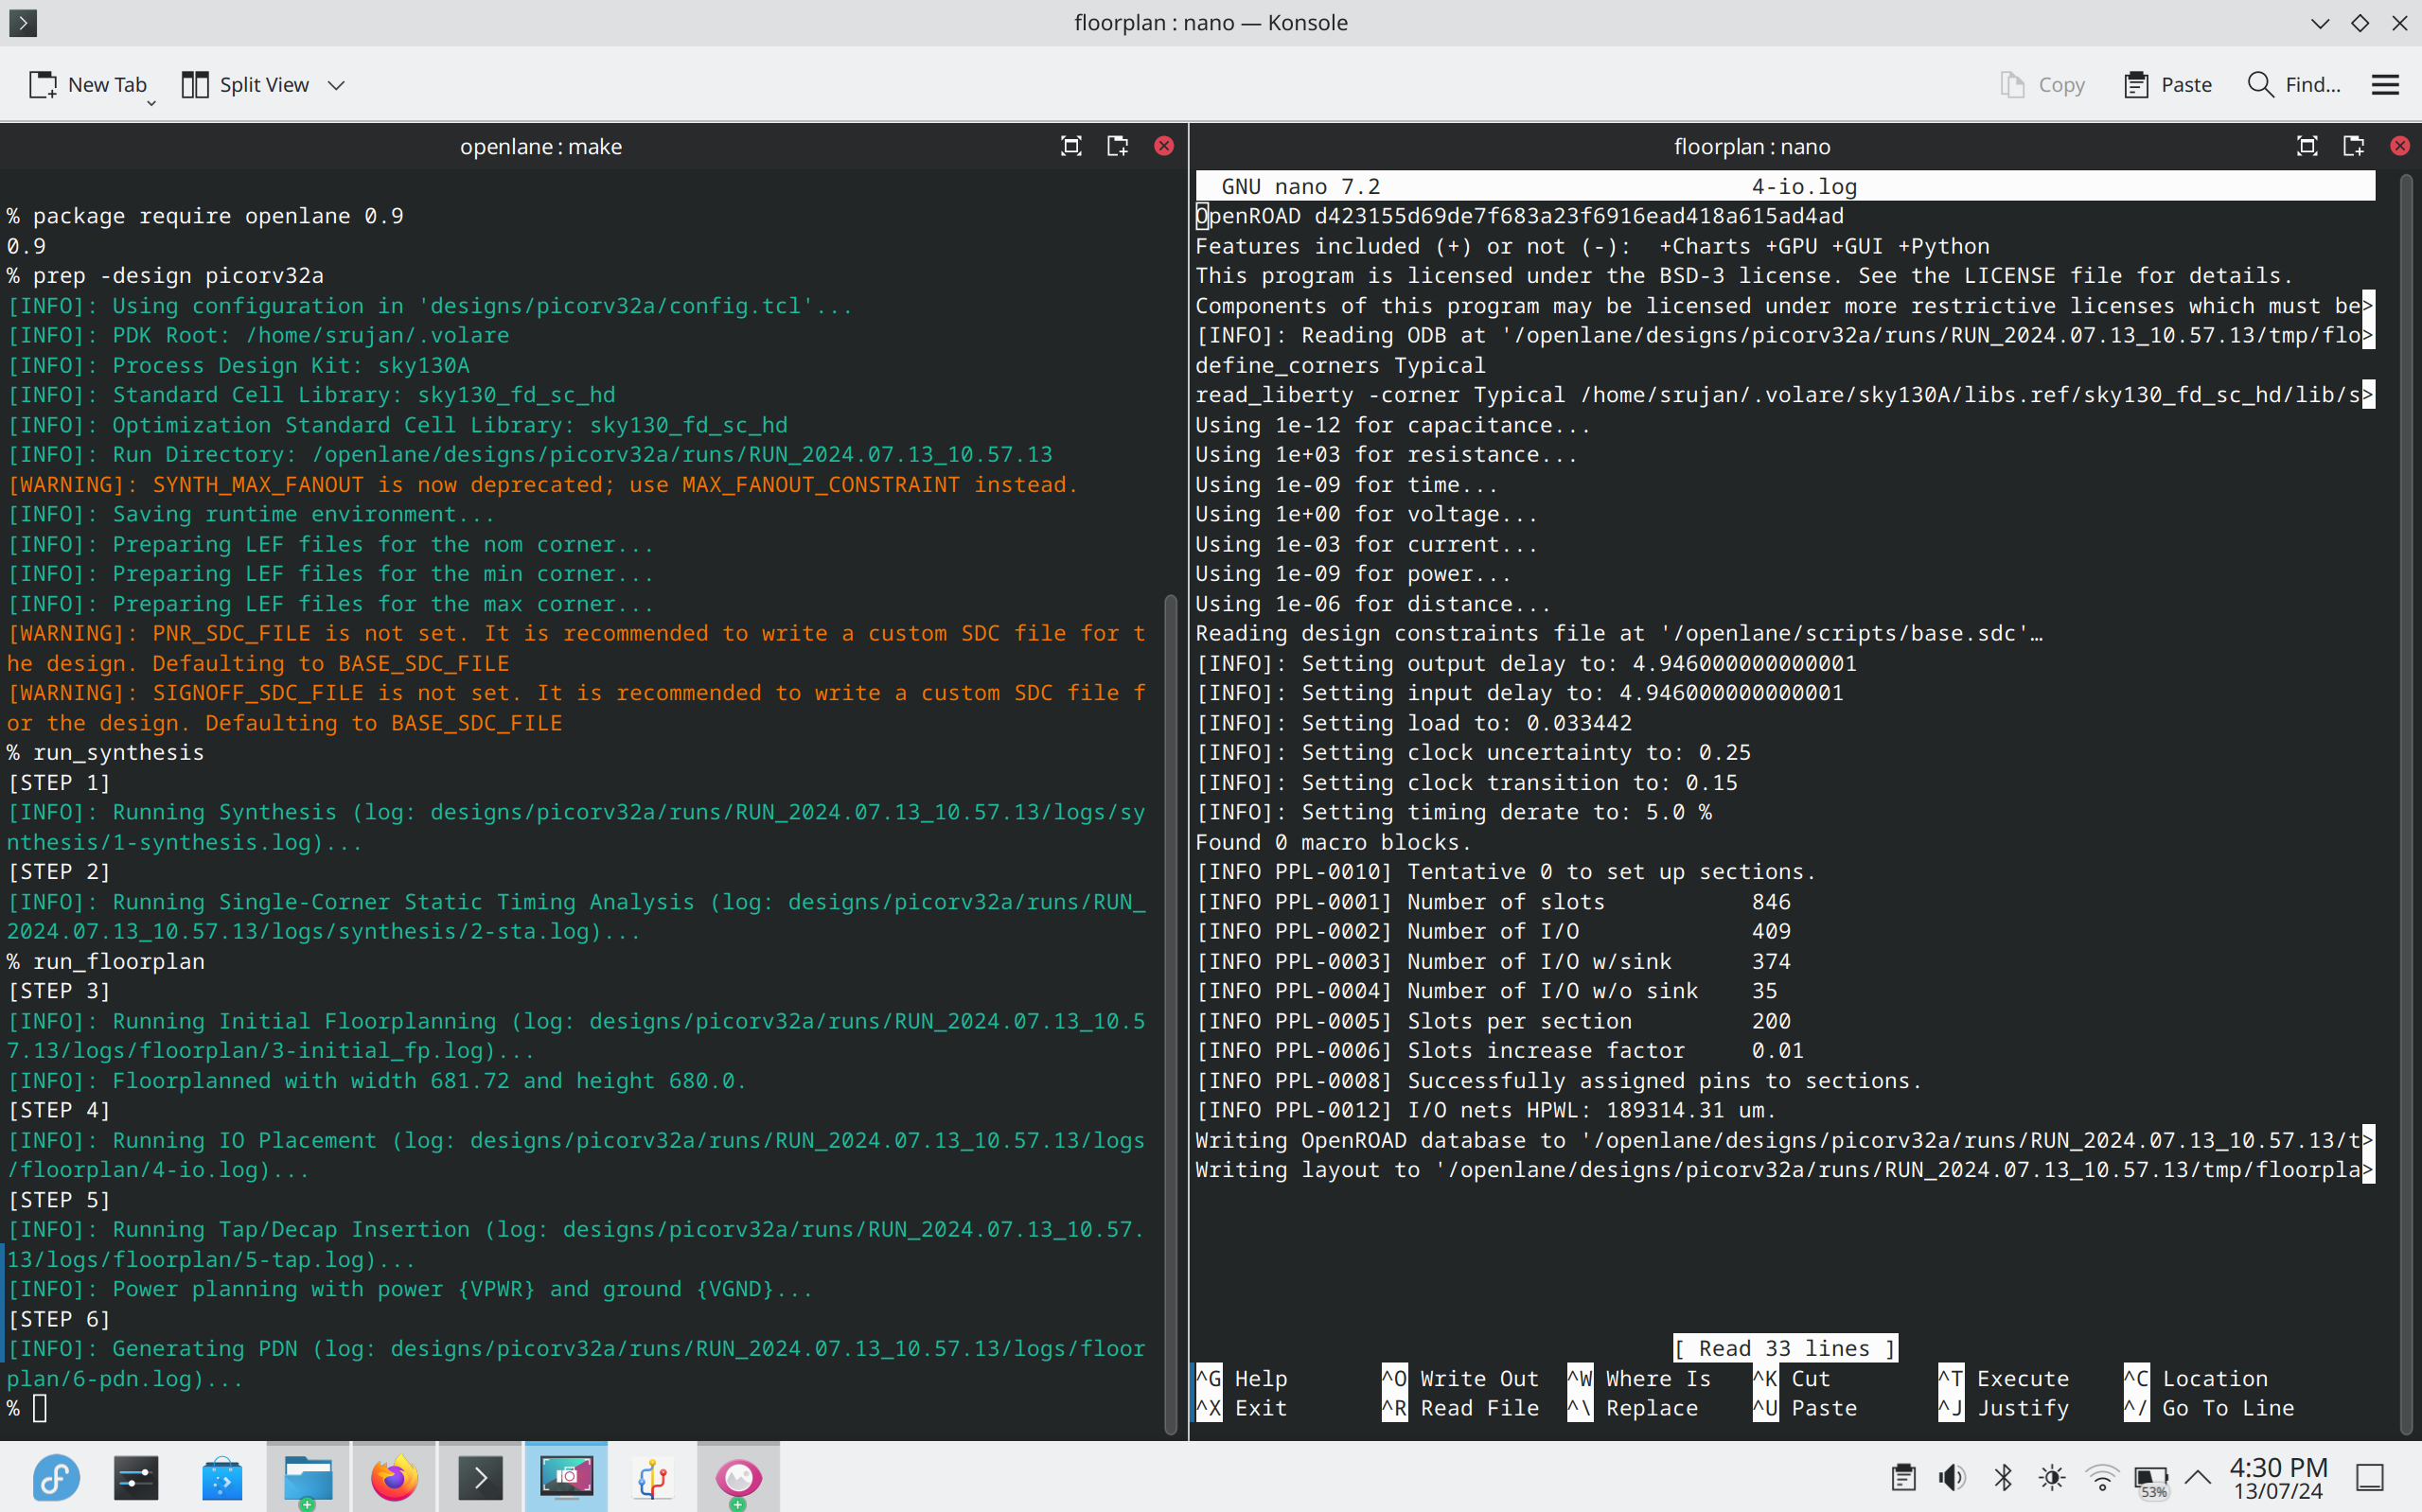 floorplan : nano — Konsole
New Tab
Split View
Copy
Paste
Find...
openlane : make
% package require openlane 0.9
0.9
% prep -design picorv32a
[INFO]: Using configuration in 'designs/picorv32a/config.tcl'...
[INFO]: PDK Root: /home/srujan/.volare
[INFO]: Process Design Kit: sky130A
[INFO]: Standard Cell Library: sky130_fd_sc_hd
[INFO]: Optimization Standard Cell Library: sky130_fd_sc_hd
[INFO]: Run Directory: /openlane/designs/picorv32a/runs/RUN_2024.07.13_10.57.13
[WARNING]: SYNTH_MAX_FANOUT is now deprecated; use MAX_FANOUT_CONSTRAINT instead.
[INFO]: Saving runtime environment...
[INFO]: Preparing LEF files for the nom corner...
[INFO]: Preparing LEF files for the min corner...
[INFO]: Preparing LEF files for the max corner...
[WARNING]: PNR_SDC_FILE is not set. It is recommended to write a custom SDC file for t
he design. Defaulting to BASE_SDC_FILE
[WARNING]: SIGNOFF_SDC_FILE is not set. It is recommended to write a custom SDC file f
or the design. Defaulting to BASE_SDC_FILE
% run_synthesis
[STEP 1]
[INFO]: Running Synthesis (log: designs/picorv32a/runs/RUN_2024.07.13_10.57.13/logs/sy
nthesis/1-synthesis.log)...
[STEP 2]
[INFO]: Running Single-Corner Static Timing Analysis (log: designs/picorv32a/runs/RUN_
2024.07.13_10.57.13/logs/synthesis/2-sta.log)...
% run_floorplan
[STEP 3]
[INFO]: Running Initial Floorplanning (log: designs/picorv32a/runs/RUN_2024.07.13_10.5
7.13/logs/floorplan/3-initial_fp.log)...
[INFO]: Floorplanned with width 681.72 and height 680.0.
[STEP 4]
[INFO]: Running IO Placement (log: designs/picorv32a/runs/RUN_2024.07.13_10.57.13/logs
/floorplan/4-io.log)...
[STEP 5]
[INFO]: Running Tap/Decap Insertion (log: designs/picorv32a/runs/RUN_2024.07.13_10.57.
13/logs/floorplan/5-tap.log)...
[INFO]: Power planning with power {VPWR} and ground {VGND}...
[STEP 6]
[INFO]: Generating PDN (log: designs/picorv32a/runs/RUN_2024.07.13_10.57.13/logs/floor
plan/6-pdn.log)...
%
floorplan : nano
GNU nano 7.2 4-io.log
OpenROAD d423155d69de7f683a23f6916ead418a615ad4ad
Features included (+) or not (-): +Charts +GPU +GUI +Python
This program is licensed under the BSD-3 license. See the LICENSE file for details.
Components of this program may be licensed under more restrictive licenses which must be>
[INFO]: Reading ODB at '/openlane/designs/picorv32a/runs/RUN_2024.07.13_10.57.13/tmp/flo>
define_corners Typical
read_liberty -corner Typical /home/srujan/.volare/sky130A/libs.ref/sky130_fd_sc_hd/lib/s>
Using 1e-12 for capacitance...
Using 1e+03 for resistance...
Using 1e-09 for time...
Using 1e+00 for voltage...
Using 1e-03 for current...
Using 1e-09 for power...
Using 1e-06 for distance...
Reading design constraints file at '/openlane/scripts/base.sdc'…
[INFO]: Setting output delay to: 4.946000000000001
[INFO]: Setting input delay to: 4.946000000000001
[INFO]: Setting load to: 0.033442
[INFO]: Setting clock uncertainty to: 0.25
[INFO]: Setting clock transition to: 0.15
[INFO]: Setting timing derate to: 5.0 %
Found 0 macro blocks.
[INFO PPL-0010] Tentative 0 to set up sections.
[INFO PPL-0001] Number of slots 846
[INFO PPL-0002] Number of I/O 409
[INFO PPL-0003] Number of I/O w/sink 374
[INFO PPL-0004] Number of I/O w/o sink 35
[INFO PPL-0005] Slots per section 200
[INFO PPL-0006] Slots increase factor 0.01
[INFO PPL-0008] Successfully assigned pins to sections.
[INFO PPL-0012] I/O nets HPWL: 189314.31 um.
Writing OpenROAD database to '/openlane/designs/picorv32a/runs/RUN_2024.07.13_10.57.13/t>
Writing layout to '/openlane/designs/picorv32a/runs/RUN_2024.07.13_10.57.13/tmp/floorpla>
[ Read 33 lines ]
^G Help ^O Write Out ^W Where Is ^K Cut ^T Execute ^C Location
^X Exit ^R Read File ^\ Replace ^U Paste ^J Justify ^/ Go To Line
53%
4:30 PM
13/07/24